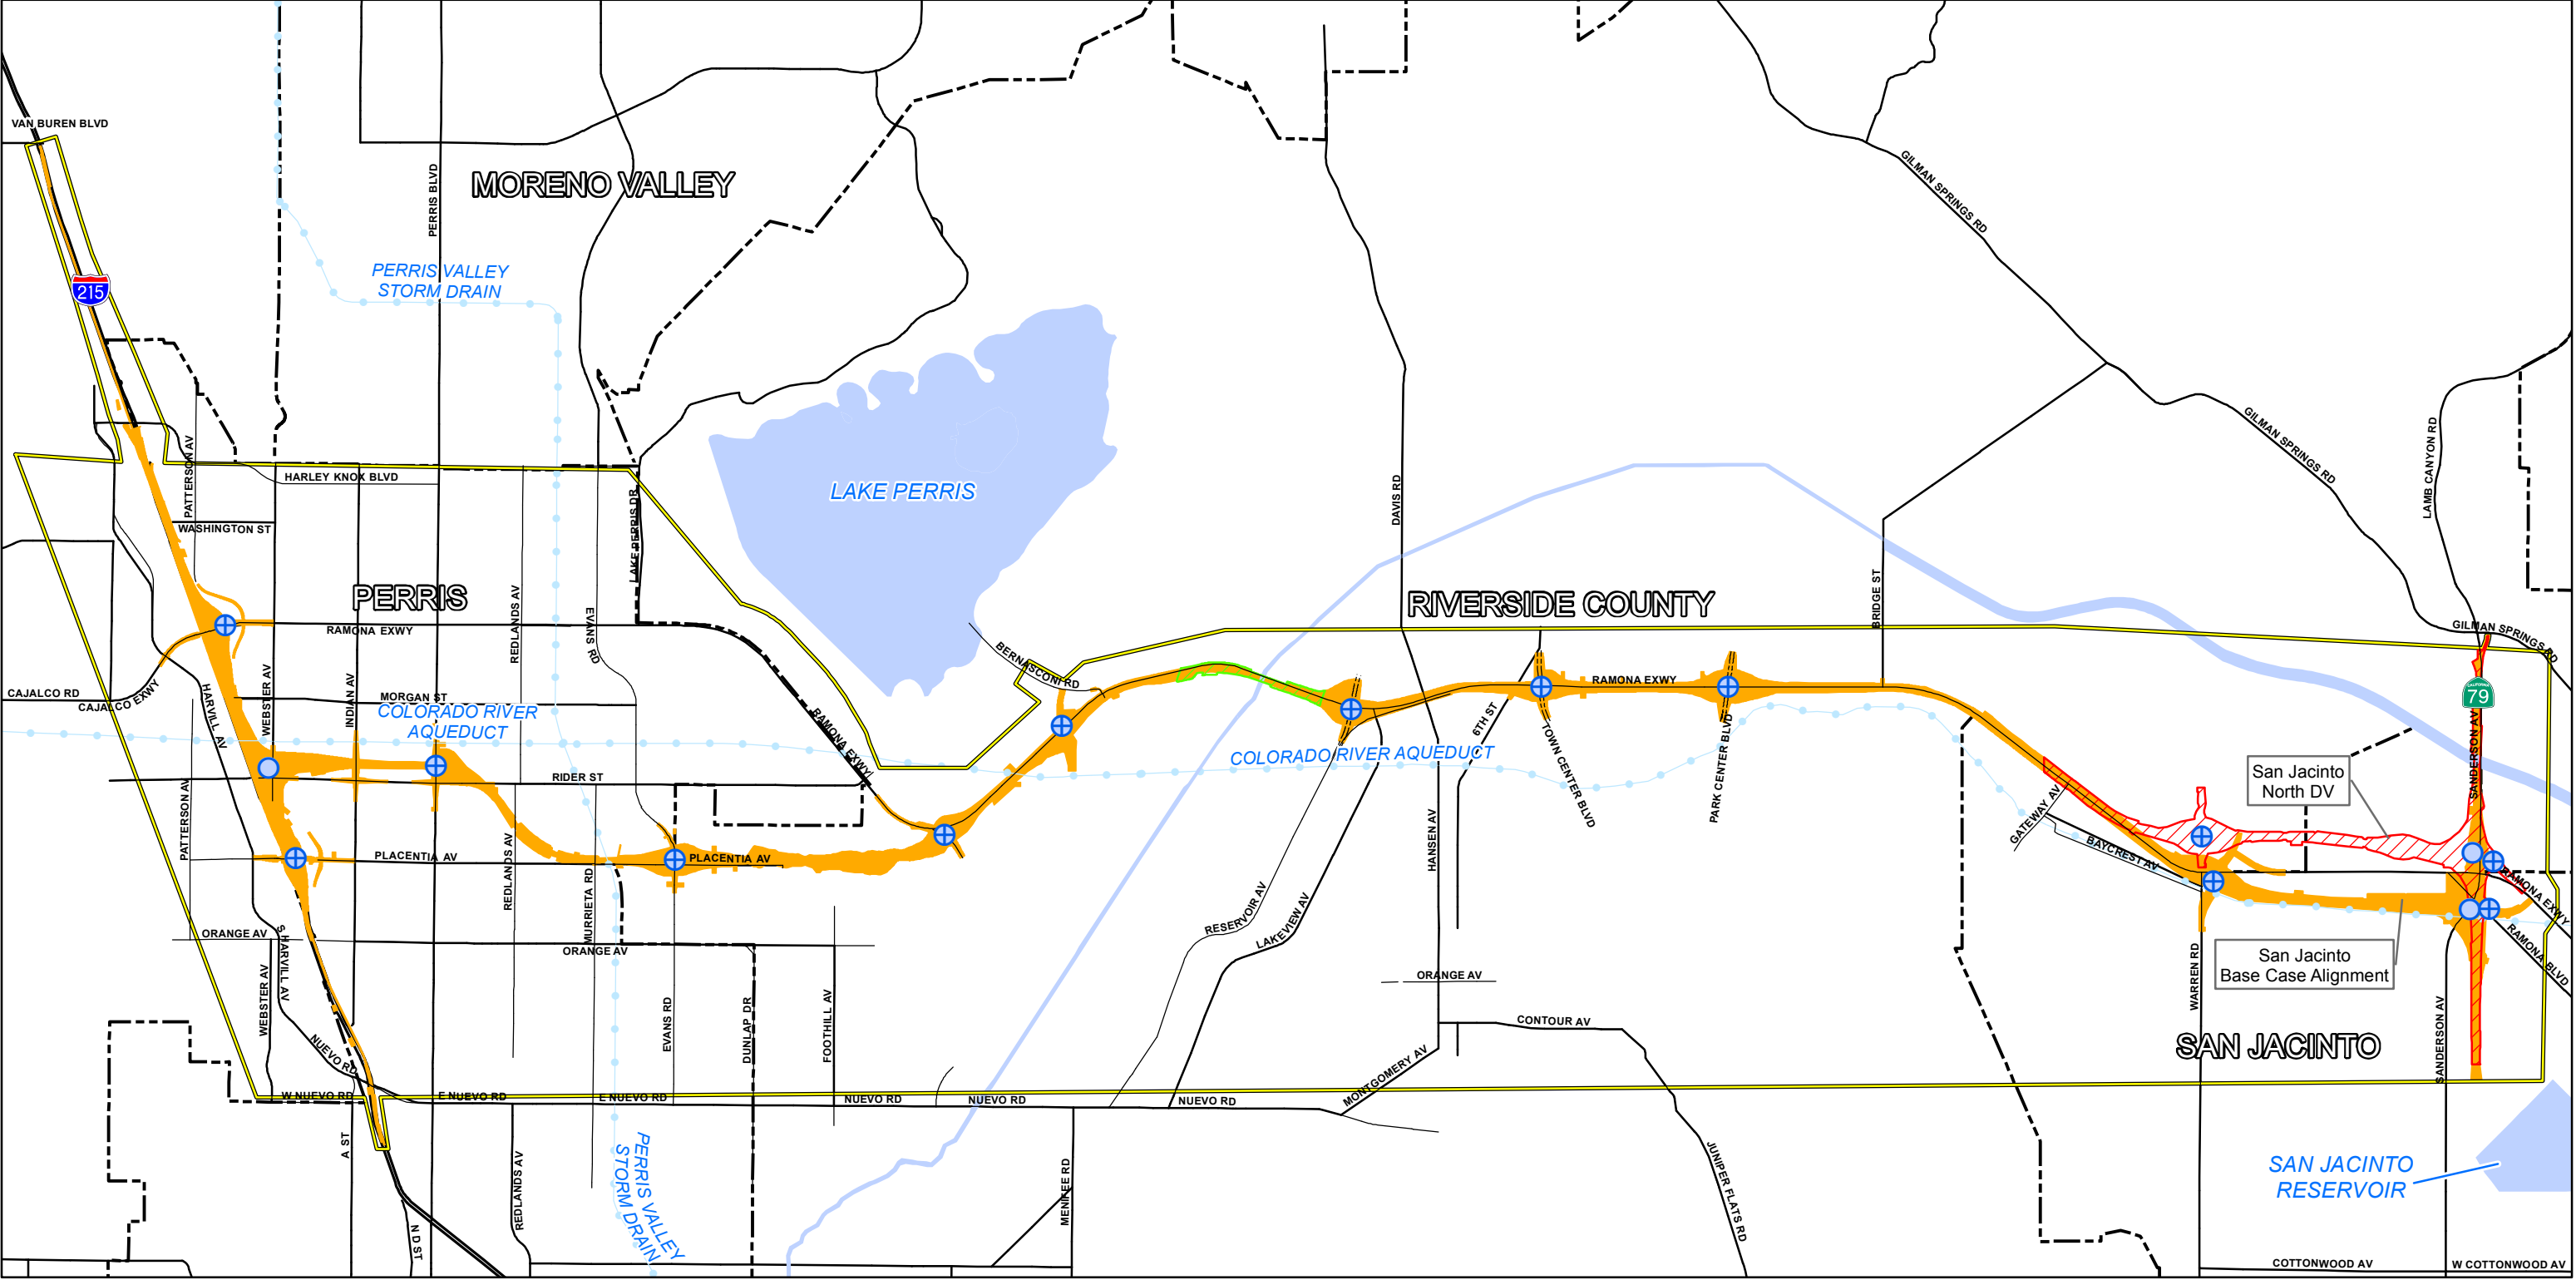 VAN BUREN BLVD
MORENO VALLEY
PERRIS BLVD
GILMAN SPRINGS RD
PERRIS VALLEY
STORM DRAIN
215
GILMAN SPRINGS RD
LAMB CANYON RD
PATTERSON AV
HARLEY KNOX BLVD
LAKE PERRIS
DAVIS RD
WASHINGTON ST
LAKE PERRIS DR
PERRIS
REDLANDS AV
EVANS RD
RIVERSIDE COUNTY
BRIDGE ST
RAMONA EXWY
GILMAN SPRINGS RD
BERNASCONI RD
CAJALCO RD
CAJALCO EXWY
HARVILL AV
WEBSTER AV
INDIAN AV
MORGAN ST
COLORADO RIVER
AQUEDUCT
RAMONA EXWY
RAMONA EXWY
CALIFORNIA
79
SANDERSON AV
6TH ST
TOWN CENTER BLVD
PARK CENTER BLVD
COLORADO RIVER AQUEDUCT
RIDER ST
San Jacinto
North DV
GATEWAY AV
BAYCREST AV
PATTERSON AV
PLACENTIA AV
PLACENTIA AV
REDLANDS AV
MURRIETA RD
HANSEN AV
RESERVOIR AV
LAKEVIEW AV
RAMONA EXWY
RAMONA BLVD
ORANGE AV
S HARVILL AV
ORANGE AV
ORANGE AV
San Jacinto
Base Case Alignment
WARREN RD
WEBSTER AV
EVANS RD
DUNLAP DR
FOOTHILL AV
CONTOUR AV
SAN JACINTO
SANDERSON AV
NUEVO RD
MONTGOMERY AV
W NUEVO RD
E NUEVO RD
E NUEVO RD
NUEVO RD
NUEVO RD
NUEVO RD
A ST
PERRIS VALLEY
STORM DRAIN
REDLANDS AV
MENIFEE RD
JUNIPER FLATS RD
SAN JACINTO
RESERVOIR
N D ST
COTTONWOOD AV
W COTTONWOOD AV